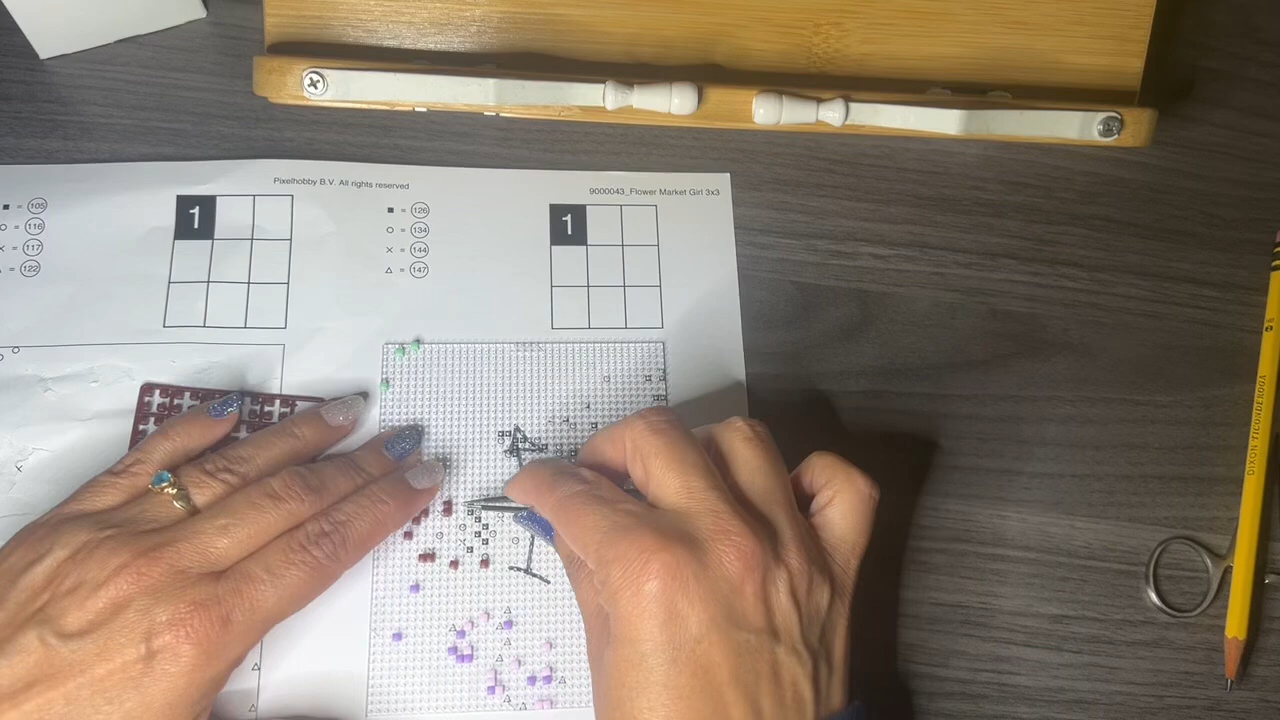 Pixelhobby B.V. All rights reserved
9000043_Flower Market Girl 3x3
■ = 105
○ = 116
× = 117
= 122
1
■ = 126
○ = 134
× = 144
△ = 147
1
DIXON TICONDEROGA